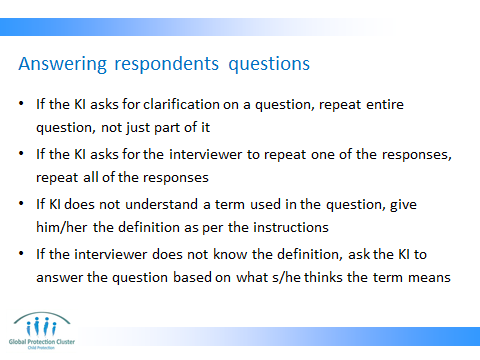 Answering respondents questions
• If the KI asks for clarification on a question, repeat entire
question, not just part of it
• If the KI asks for the interviewer to repeat one of the responses,
repeat all of the responses
• If KI does not understand a term used in the question, give
him/her the definition as per the instructions
• If the interviewer does not know the definition, ask the KI to
answer the question based on what s/he thinks the term means
Global Protection Cluster
Child Protection